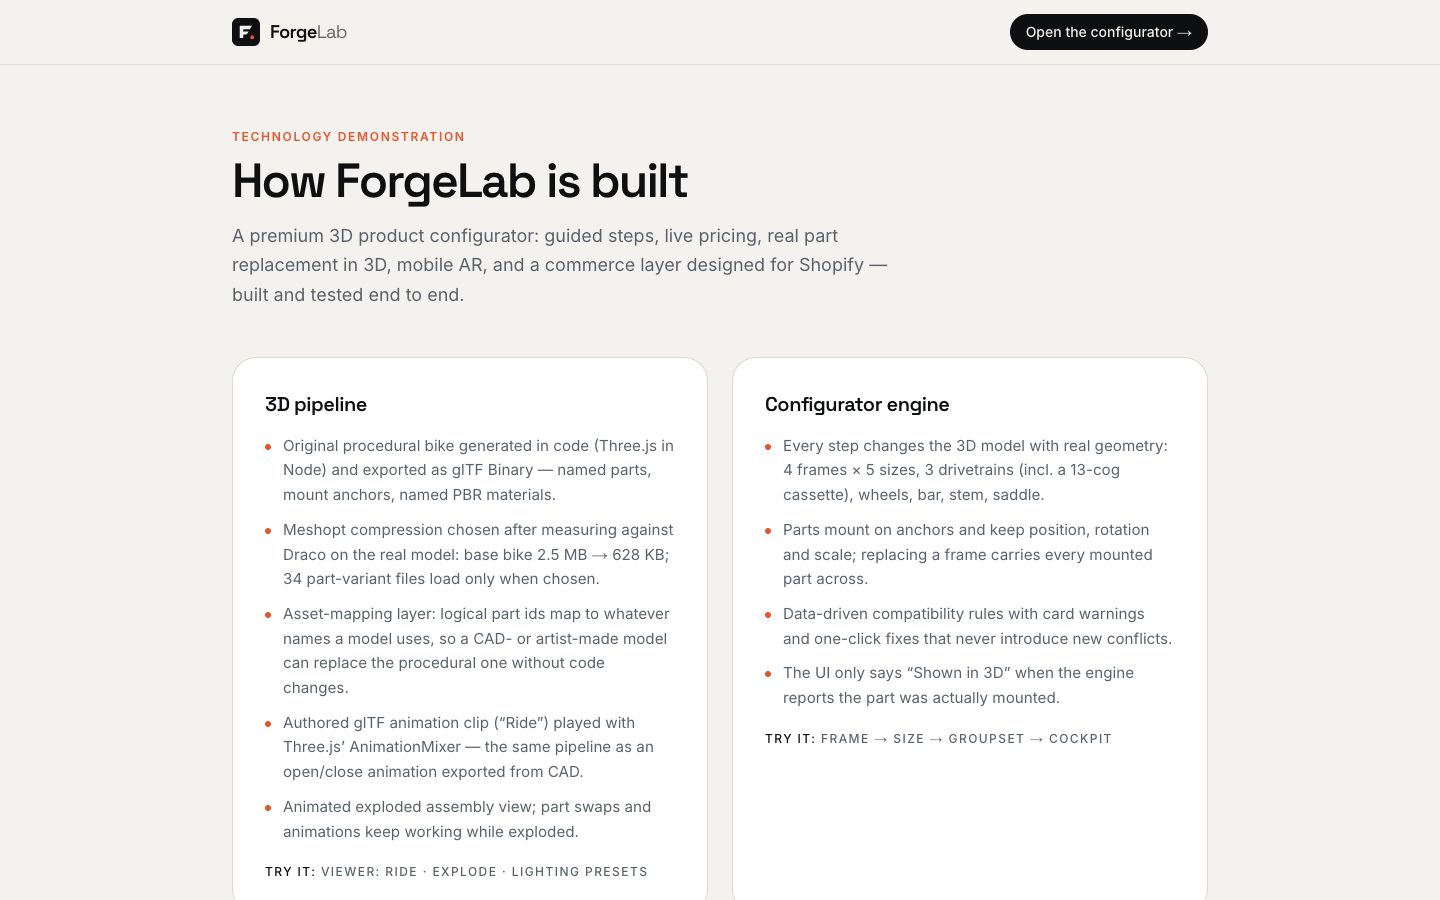 F.
ForgeLab
Open the configurator →
TECHNOLOGY DEMONSTRATION
How ForgeLab is built
A premium 3D product configurator: guided steps, live pricing, real part
replacement in 3D, mobile AR, and a commerce layer designed for Shopify —
built and tested end to end.
3D pipeline
Original procedural bike generated in code (Three.js in
Node) and exported as glTF Binary — named parts,
mount anchors, named PBR materials.
Meshopt compression chosen after measuring against
Draco on the real model: base bike 2.5 MB → 628 KB;
34 part-variant files load only when chosen.
Asset-mapping layer: logical part ids map to whatever
names a model uses, so a CAD- or artist-made model
can replace the procedural one without code
changes.
Authored glTF animation clip (“Ride”) played with
Three.js’ AnimationMixer — the same pipeline as an
open/close animation exported from CAD.
Animated exploded assembly view; part swaps and
animations keep working while exploded.
TRY IT: VIEWER: RIDE · EXPLODE · LIGHTING PRESETS
Configurator engine
Every step changes the 3D model with real geometry:
4 frames × 5 sizes, 3 drivetrains (incl. a 13-cog
cassette), wheels, bar, stem, saddle.
Parts mount on anchors and keep position, rotation
and scale; replacing a frame carries every mounted
part across.
Data-driven compatibility rules with card warnings
and one-click fixes that never introduce new conflicts.
The UI only says “Shown in 3D” when the engine
reports the part was actually mounted.
TRY IT: FRAME → SIZE → GROUPSET → COCKPIT